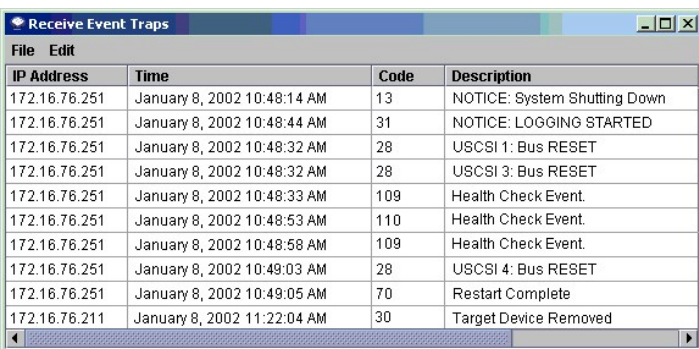 Receive Event Traps
File Edit
IP Address Time Code Description
172.16.76.251 January 8, 2002 10:48:14 AM 13 NOTICE: System Shutting Down
172.16.76.251 January 8, 2002 10:48:44 AM 31 NOTICE: LOGGING STARTED
172.16.76.251 January 8, 2002 10:48:32 AM 28 USCSI 1: Bus RESET
172.16.76.251 January 8, 2002 10:48:32 AM 28 USCSI 3: Bus RESET
172.16.76.251 January 8, 2002 10:48:33 AM 109 Health Check Event.
172.16.76.251 January 8, 2002 10:48:53 AM 110 Health Check Event.
172.16.76.251 January 8, 2002 10:48:58 AM 109 Health Check Event.
172.16.76.251 January 8, 2002 10:49:03 AM 28 USCSI 4: Bus RESET
172.16.76.251 January 8, 2002 10:49:05 AM 70 Restart Complete
172.16.76.211 January 8, 2002 11:22:04 AM 30 Target Device Removed